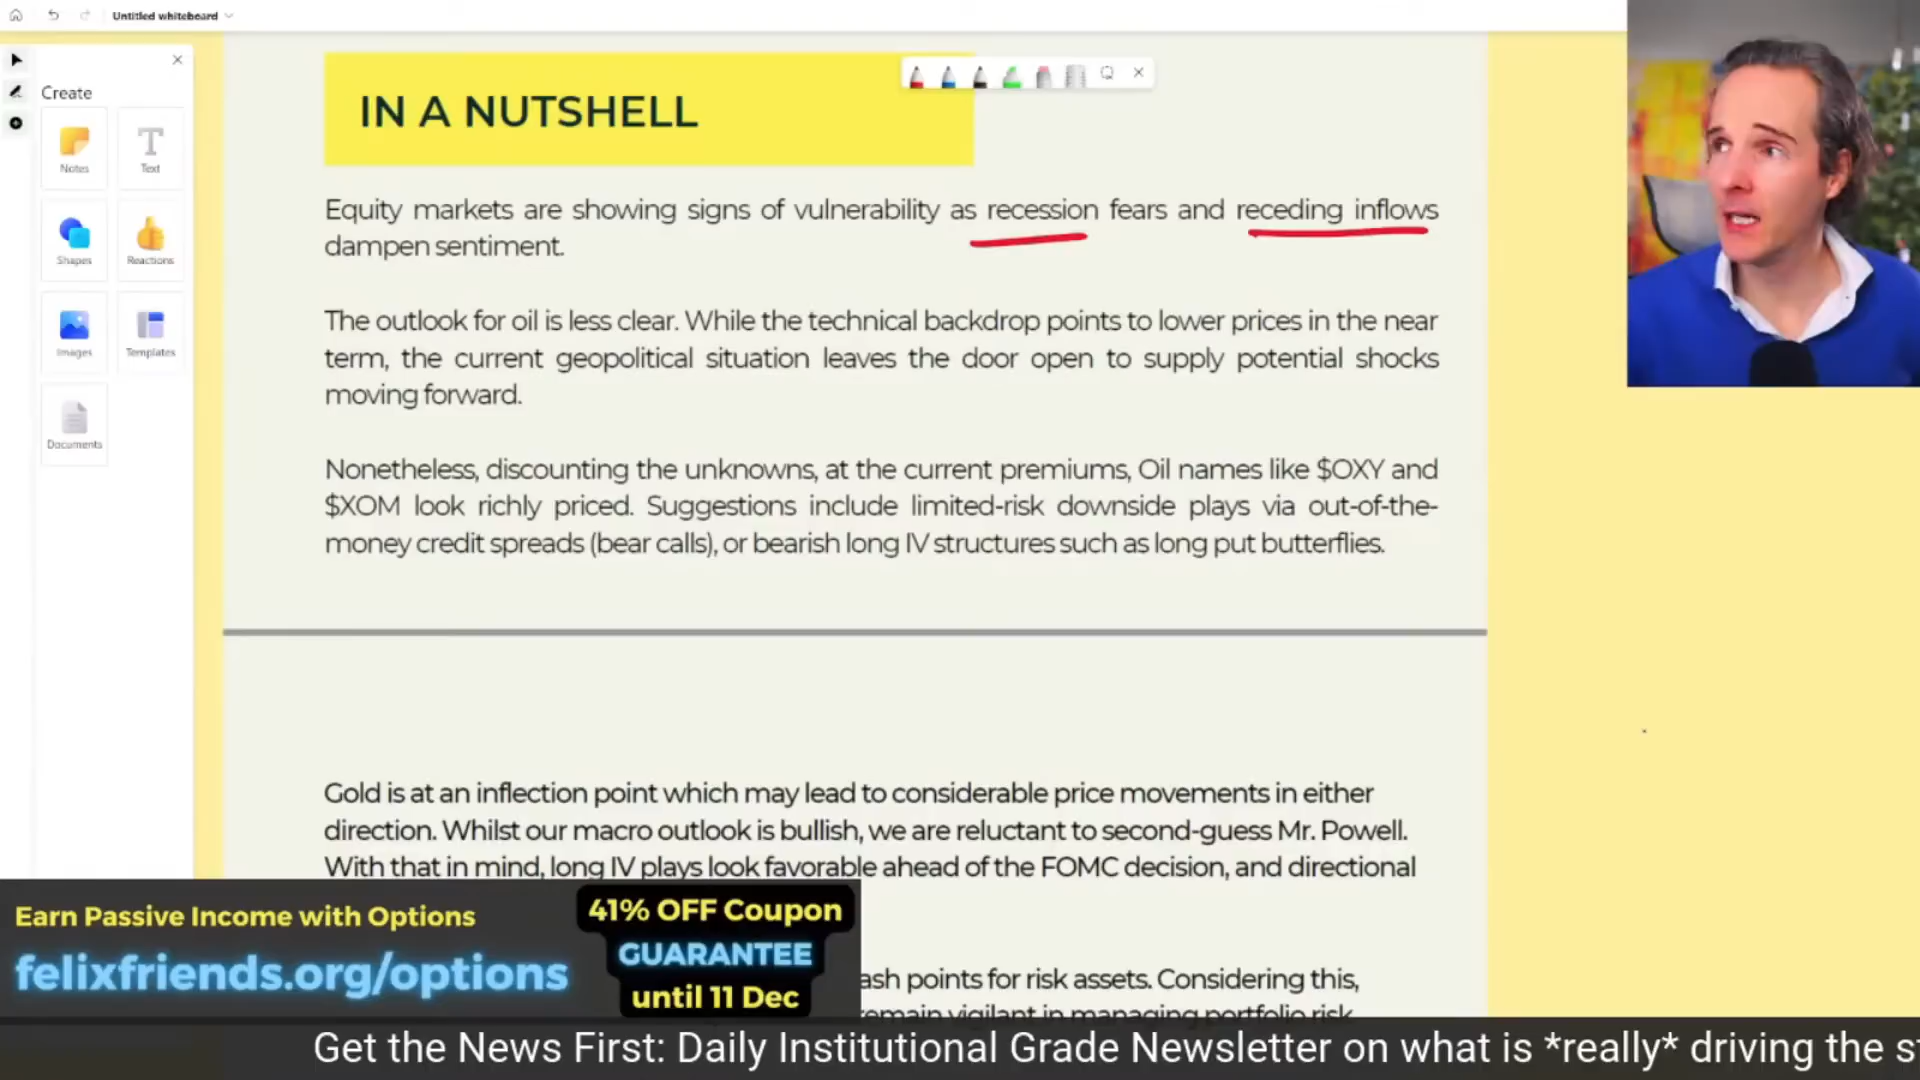 Untitled whiteboard
Create
Notes
Text
Shapes
Reactions
Images
Templates
Documents
IN A NUTSHELL
Equity markets are showing signs of vulnerability as recession fears and receding inflows
dampen sentiment.
The outlook for oil is less clear. While the technical backdrop points to lower prices in the near
term, the current geopolitical situation leaves the door open to supply potential shocks
moving forward.
Nonetheless, discounting the unknowns, at the current premiums, Oil names like $OXY and
$XOM look richly priced. Suggestions include limited-risk downside plays via out-of-the-
money credit spreads (bear calls), or bearish long IV structures such as long put butterflies.
Gold is at an inflection point which may lead to considerable price movements in either
direction. Whilst our macro outlook is bullish, we are reluctant to second-guess Mr. Powell.
With that in mind, long IV plays look favorable ahead of the FOMC decision, and directional
ash points for risk assets. Considering this,
remain vigilant in managing portfolio risk
Earn Passive Income with Options
felixfriends.org/options
41% OFF Coupon
GUARANTEE
until 11 Dec
Get the News First: Daily Institutional Grade Newsletter on what is *really* driving the s